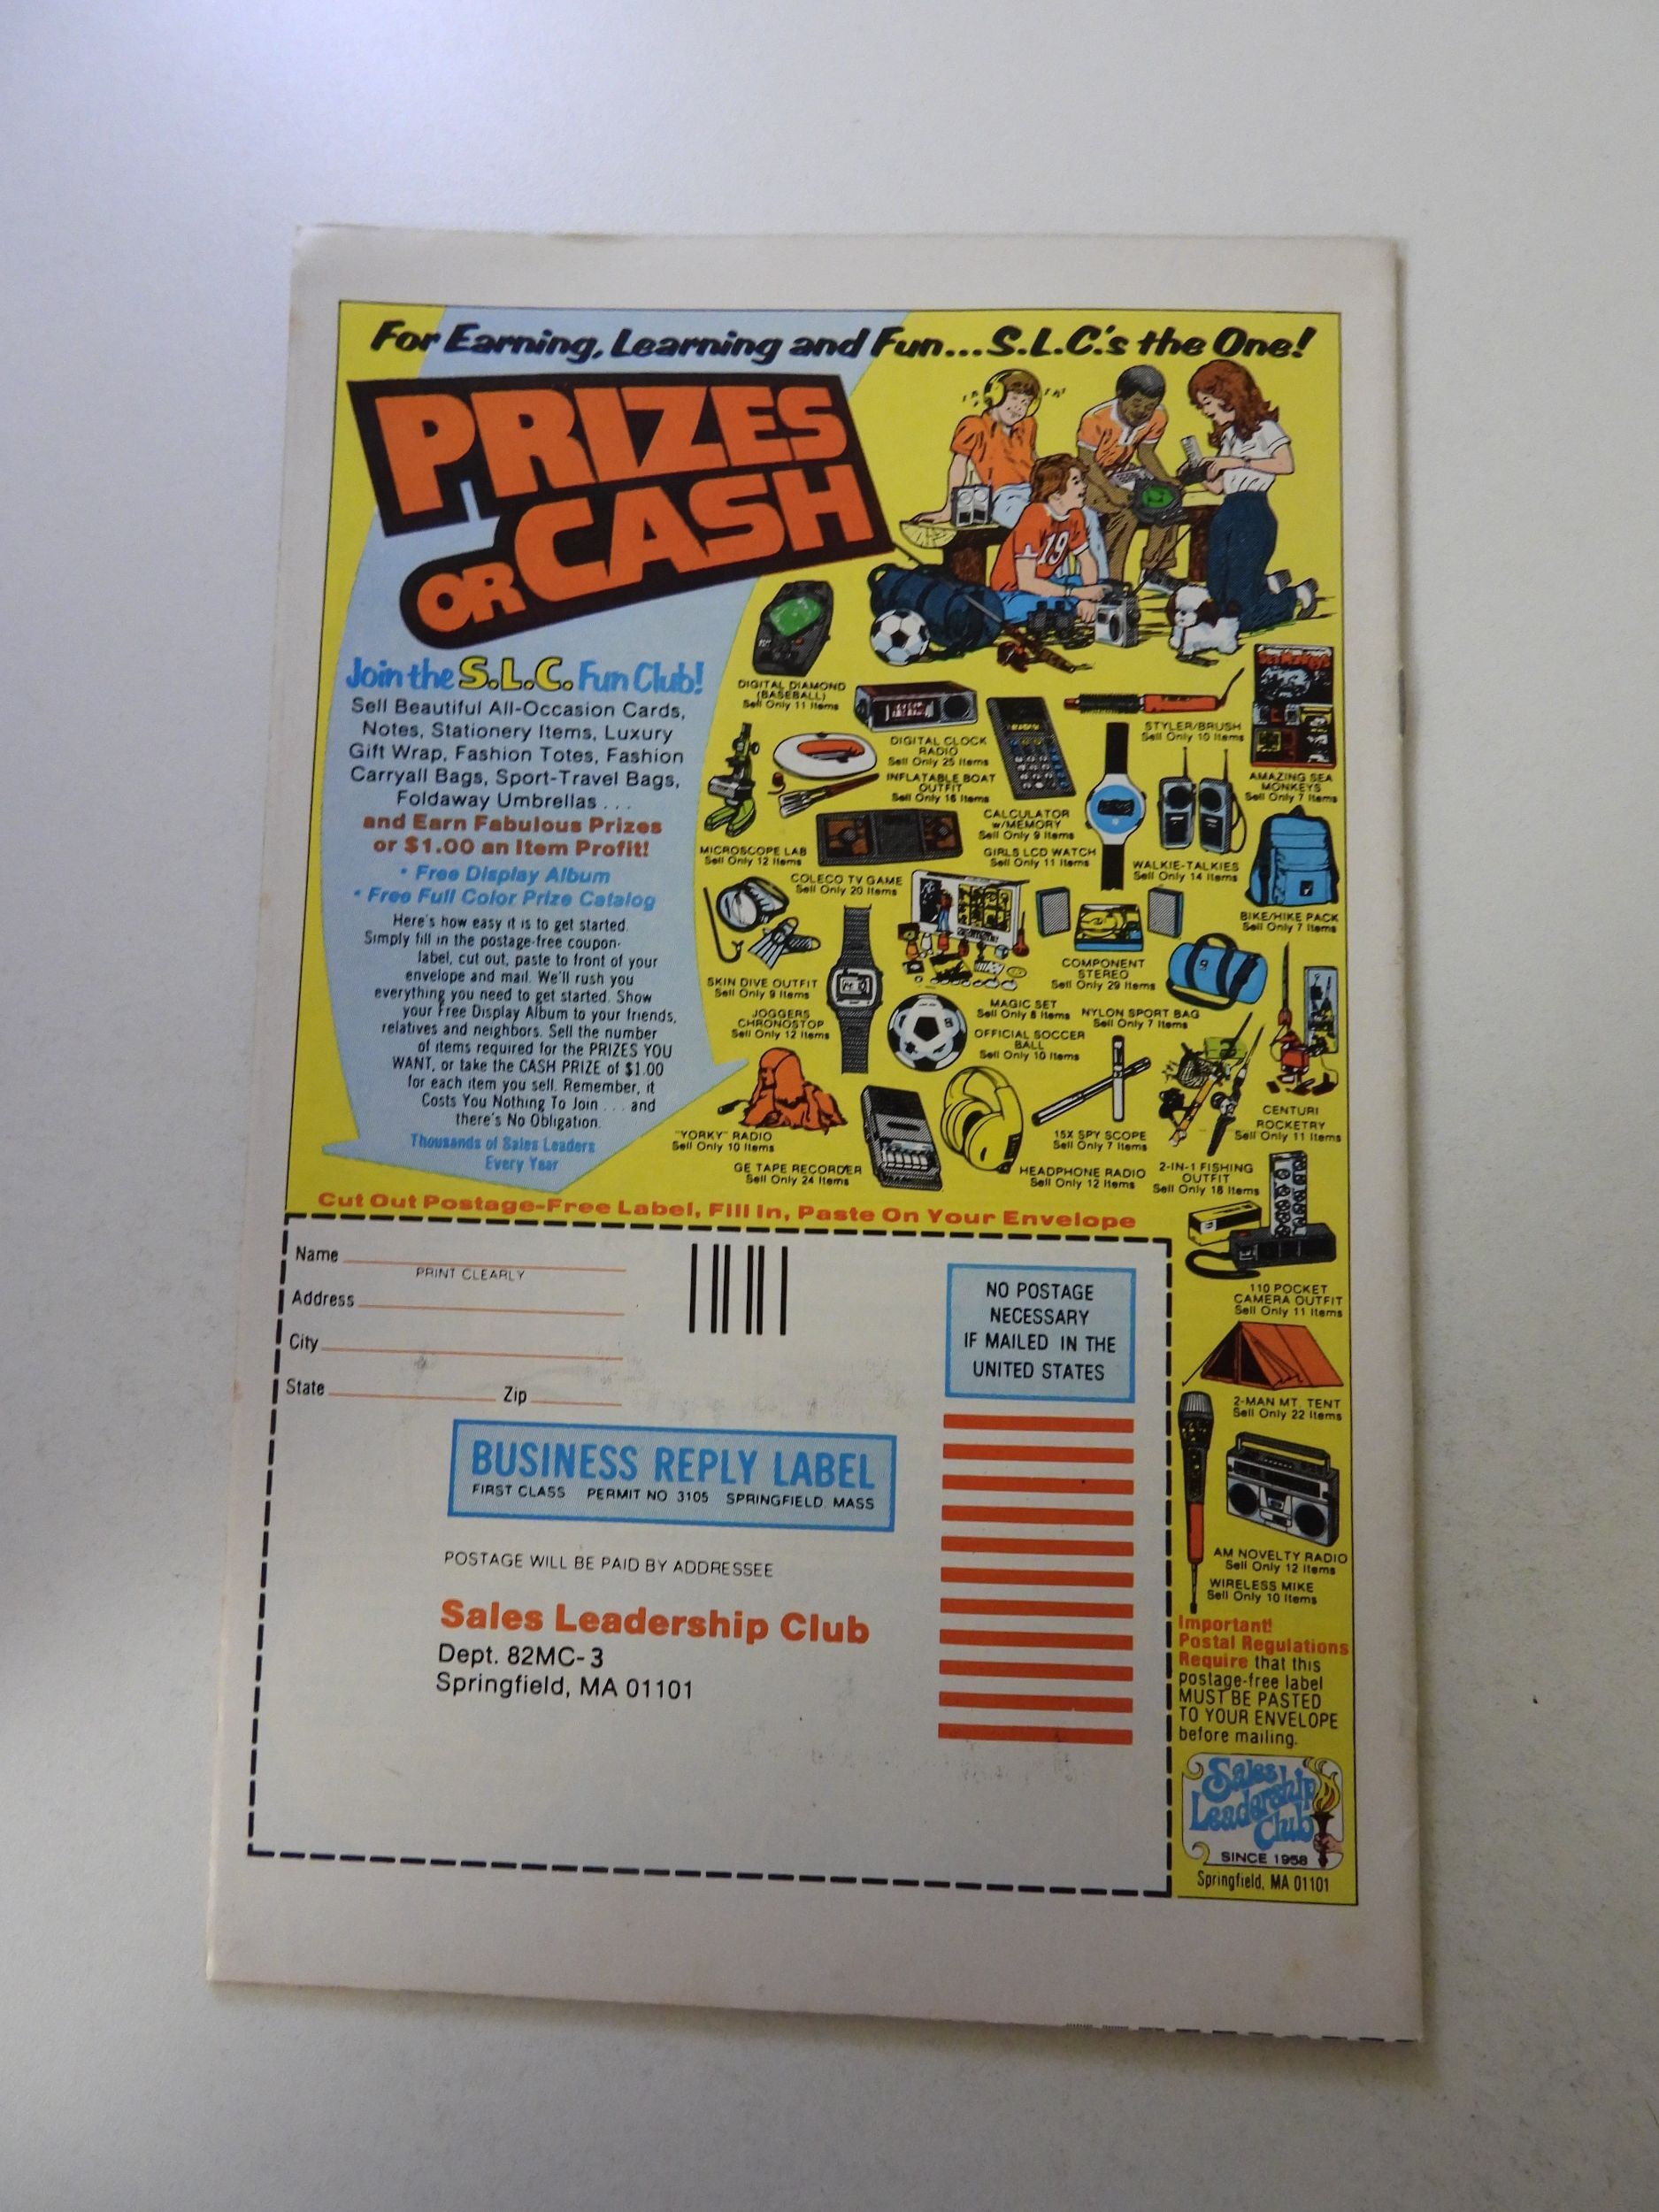 For Earning, Learning and Fun...S.L.C.'s the One!
PRIZES
OR CASH
19
Join the S.L.C. Fun Club!
Sell Beautiful All-Occasion Cards,
Notes, Stationery Items, Luxury
Gift Wrap, Fashion Totes, Fashion
Carryall Bags, Sport-Travel Bags,
Foldaway Umbrellas . . .
and Earn Fabulous Prizes
or $1.00 an Item Profit!
• Free Display Album
• Free Full Color Prize Catalog
Here's how easy it is to get started.
Simply fill in the postage-free coupon-
label, cut out, paste to front of your
envelope and mail. We'll rush you
everything you need to get started. Show
your Free Display Album to your friends,
relatives and neighbors. Sell the number
of items required for the PRIZES YOU
WANT, or take the CASH PRIZE of $1.00
for each item you sell. Remember, it
Costs You Nothing To Join . . . and
there's No Obligation.
Thousands of Sales Leaders
Every Year
DIGITAL DIAMOND
(BASEBALL)
Sell Only 11 Items
DIGITAL CLOCK
RADIO
Sell Only 25 Items
STYLER/BRUSH
Sell Only 10 Items
Sea Monkeys
AMAZING SEA
MONKEYS
Sell Only 7 Items
INFLATABLE BOAT
OUTFIT
Sell Only 16 Items
CALCULATOR
w/MEMORY
Sell Only 9 Items
MICROSCOPE LAB
Sell Only 12 Items
GIRLS LCD WATCH
Sell Only 11 Items
WALKIE-TALKIES
Sell Only 14 Items
COLECO TV GAME
Sell Only 20 Items
BIKE/HIKE PACK
Sell Only 7 Items
SKIN DIVE OUTFIT
Sell Only 9 Items
COMPONENT
STEREO
Sell Only 29 Items
MAGIC SET
Sell Only 8 Items
NYLON SPORT BAG
Sell Only 7 Items
JOGGERS
CHRONOSTOP
Sell Only 12 Items
OFFICIAL SOCCER
BALL
Sell Only 10 Items
CENTURI
ROCKETRY
Sell Only 11 Items
"YORKY" RADIO
Sell Only 10 Items
15X SPY SCOPE
Sell Only 7 Items
GE TAPE RECORDER
Sell Only 24 Items
HEADPHONE RADIO
Sell Only 12 Items
2-IN-1 FISHING
OUTFIT
Sell Only 18 Items
110 POCKET
CAMERA OUTFIT
Sell Only 11 Items
2-MAN MT. TENT
Sell Only 22 Items
AM NOVELTY RADIO
Sell Only 12 Items
WIRELESS MIKE
Sell Only 10 Items
Important!
Postal Regulations
Require that this
postage-free label
MUST BE PASTED
TO YOUR ENVELOPE
before mailing.
Sales
Leadership
Club
SINCE 1958
Springfield, MA 01101
Cut Out Postage-Free Label, Fill In, Paste On Your Envelope
Name
PRINT CLEARLY
Address
City
State Zip
NO POSTAGE
NECESSARY
IF MAILED IN THE
UNITED STATES
BUSINESS REPLY LABEL
FIRST CLASS PERMIT NO 3105 SPRINGFIELD, MASS
POSTAGE WILL BE PAID BY ADDRESSEE
Sales Leadership Club
Dept. 82MC-3
Springfield, MA 01101